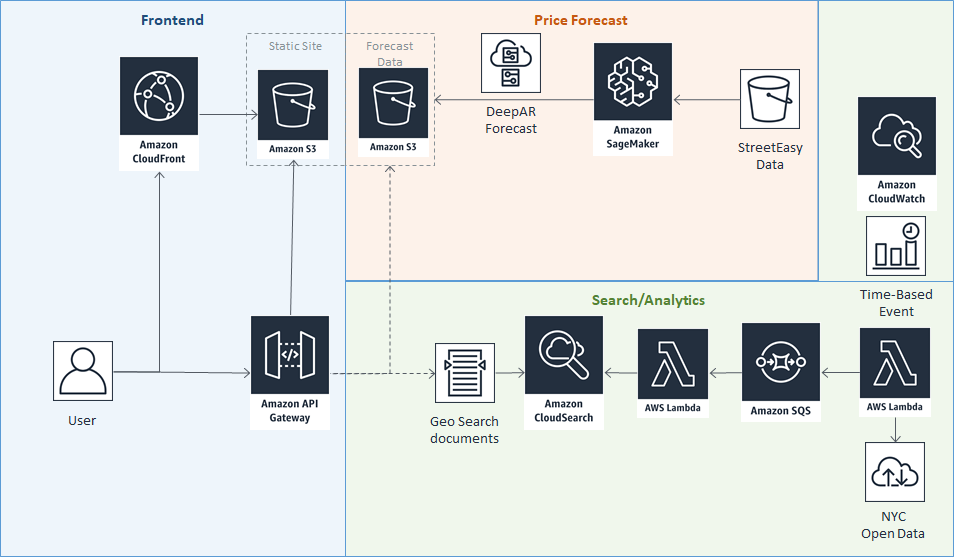 Frontend
Price Forecast
Static Site
Forecast
Data
Amazon
CloudFront
Amazon S3
Amazon S3
DeepAR
Forecast
Amazon
SageMaker
StreetEasy
Data
Amazon
CloudWatch
Time-Based
Event
Search/Analytics
User
Amazon API
Gateway
Geo Search
documents
Amazon
CloudSearch
AWS Lambda
Amazon SQS
AWS Lambda
NYC
Open Data